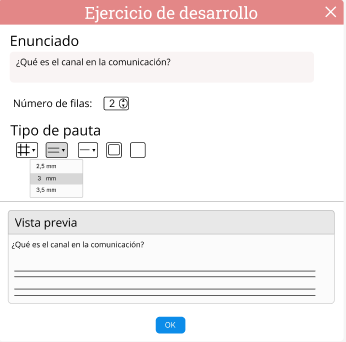 Ejercicio de desarrollo
Enunciado
¿Qué es el canal en la comunicación?
Número de filas: 2
Tipo de pauta
2,5 mm
3 mm
3,5 mm
Vista previa
¿Qué es el canal en la comunicación?
OK